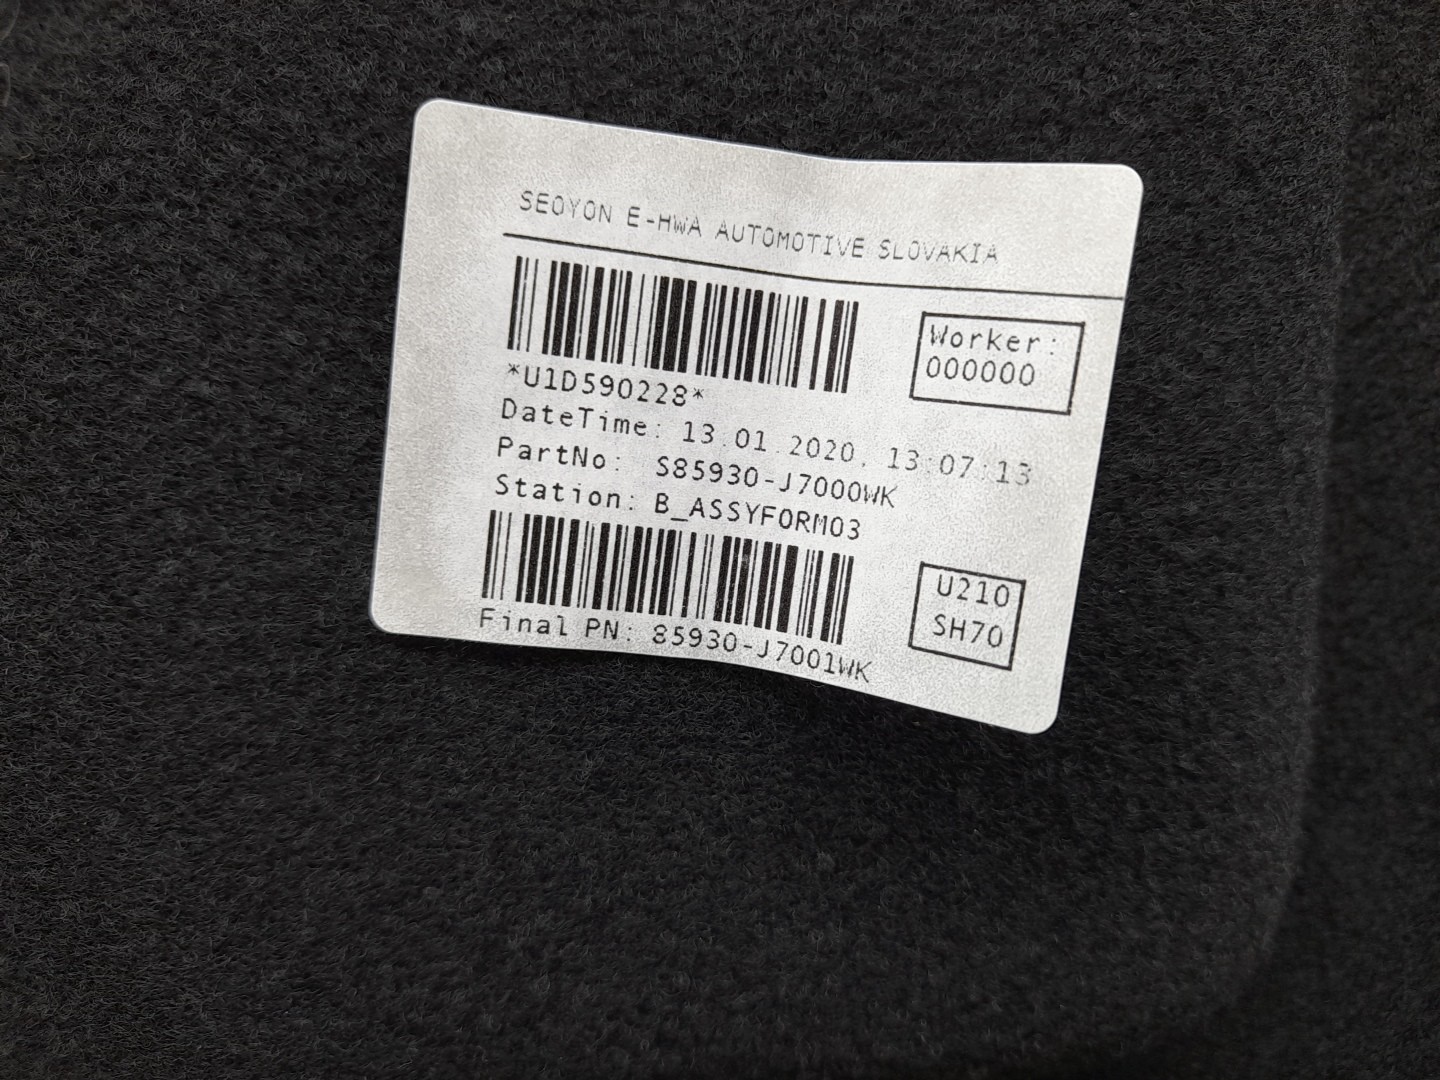 SEOYON E-HWA AUTOMOTIVE SLOVAKIA
Worker:
000000
*U1D590228*
DateTime: 13.01.2020. 13:07:13
PartNo: S85930-J7000WK
Station: B_ASSYFORM03
U210
SH70
Final PN: 85930-J7001WK